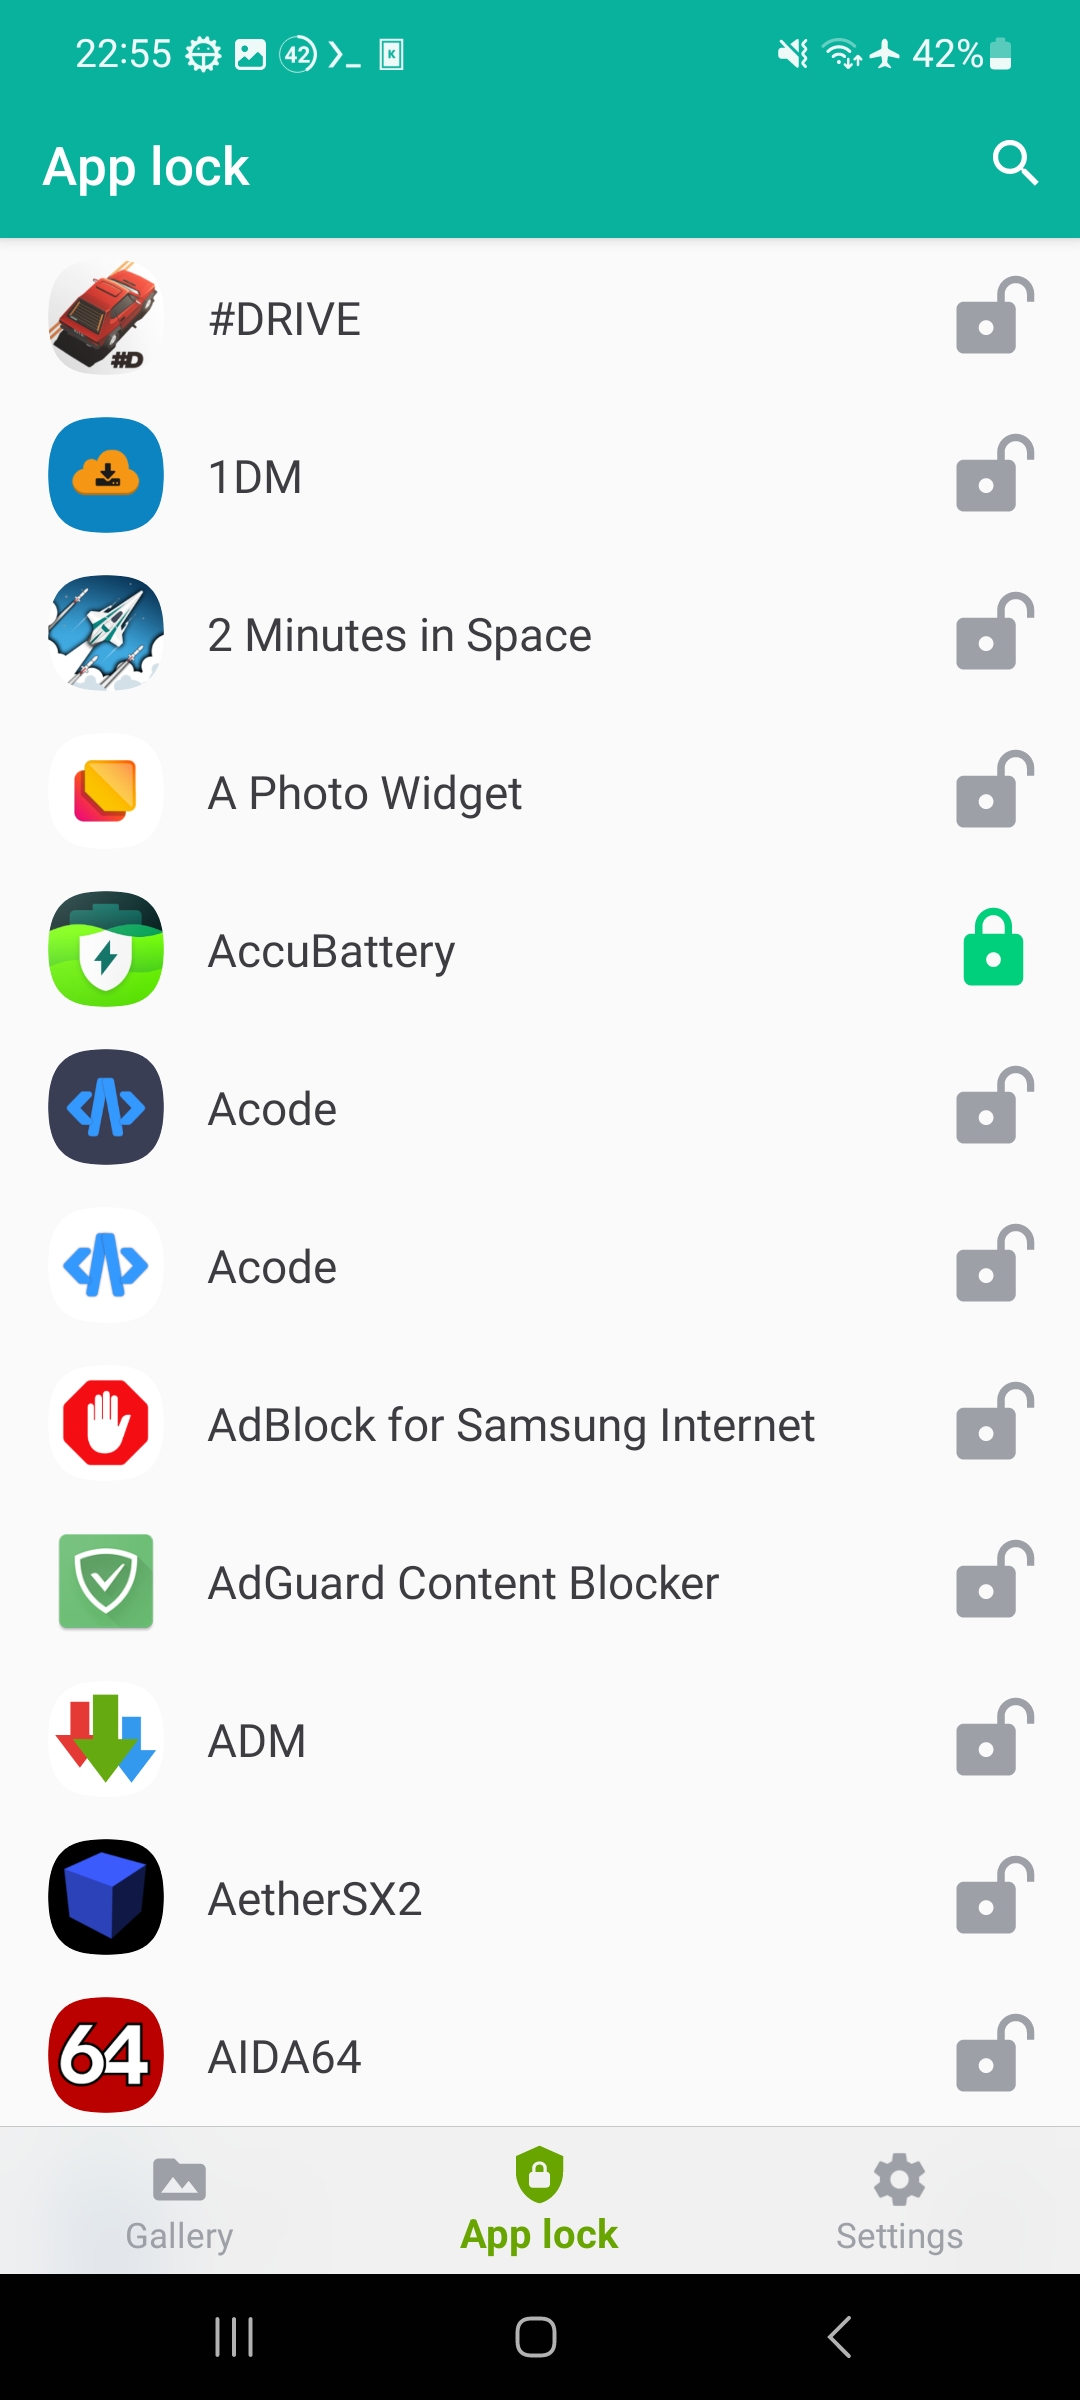 22:55 42 >_ K 42%
App lock
#D
#DRIVE
1DM
2 Minutes in Space
A Photo Widget
AccuBattery
Acode
Acode
AdBlock for Samsung Internet
AdGuard Content Blocker
ADM
AetherSX2
64
AIDA64
Gallery
App lock
Settings